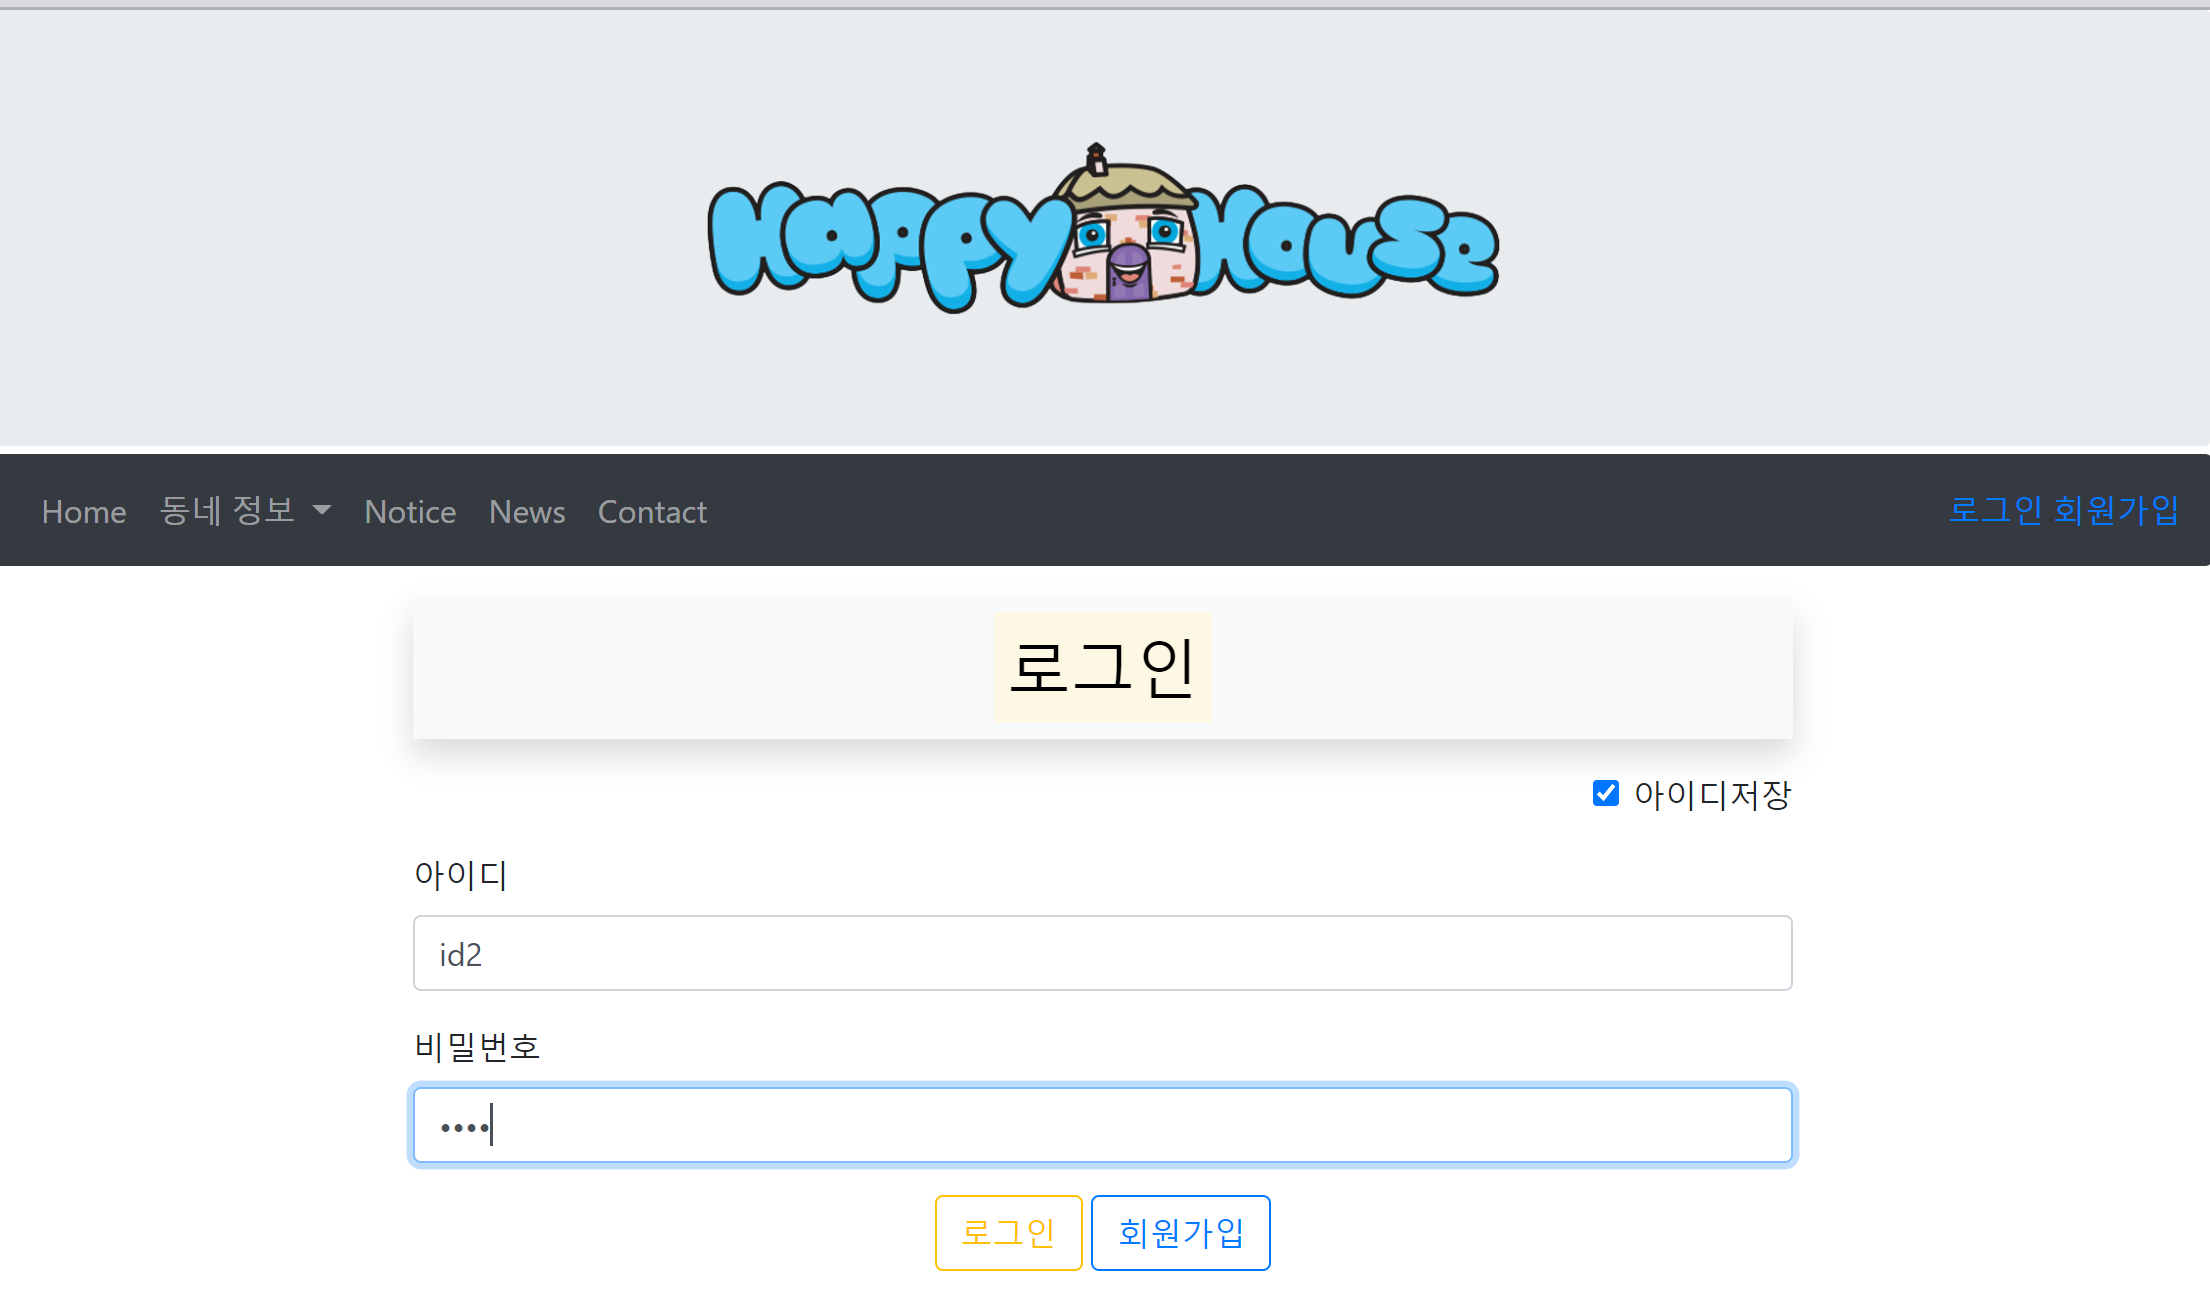 Happy House
Home 동네 정보 Notice News Contact 로그인 회원가입
로그인
아이디저장
아이디
id2
비밀번호
••••
로그인 회원가입